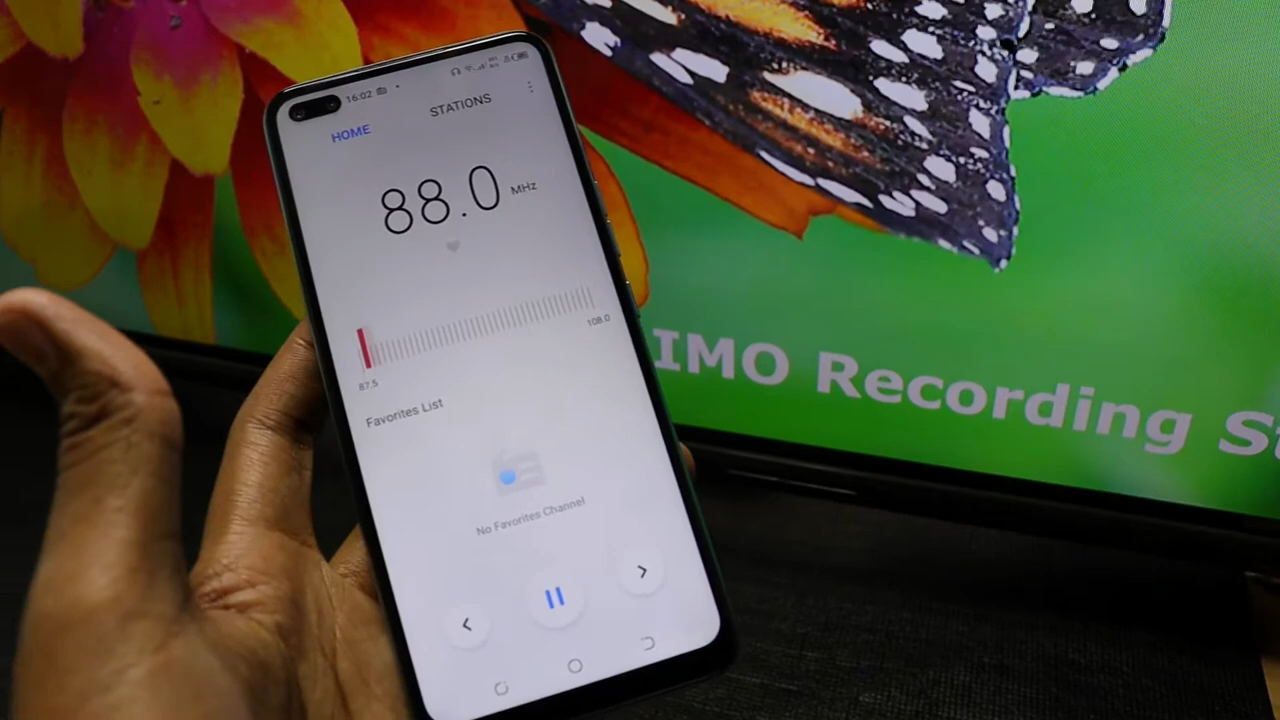 16:02
HOME
STATIONS
88.0 MHz
87.5
108.0
Favorites List
No Favorites Channel
IMO Recording St